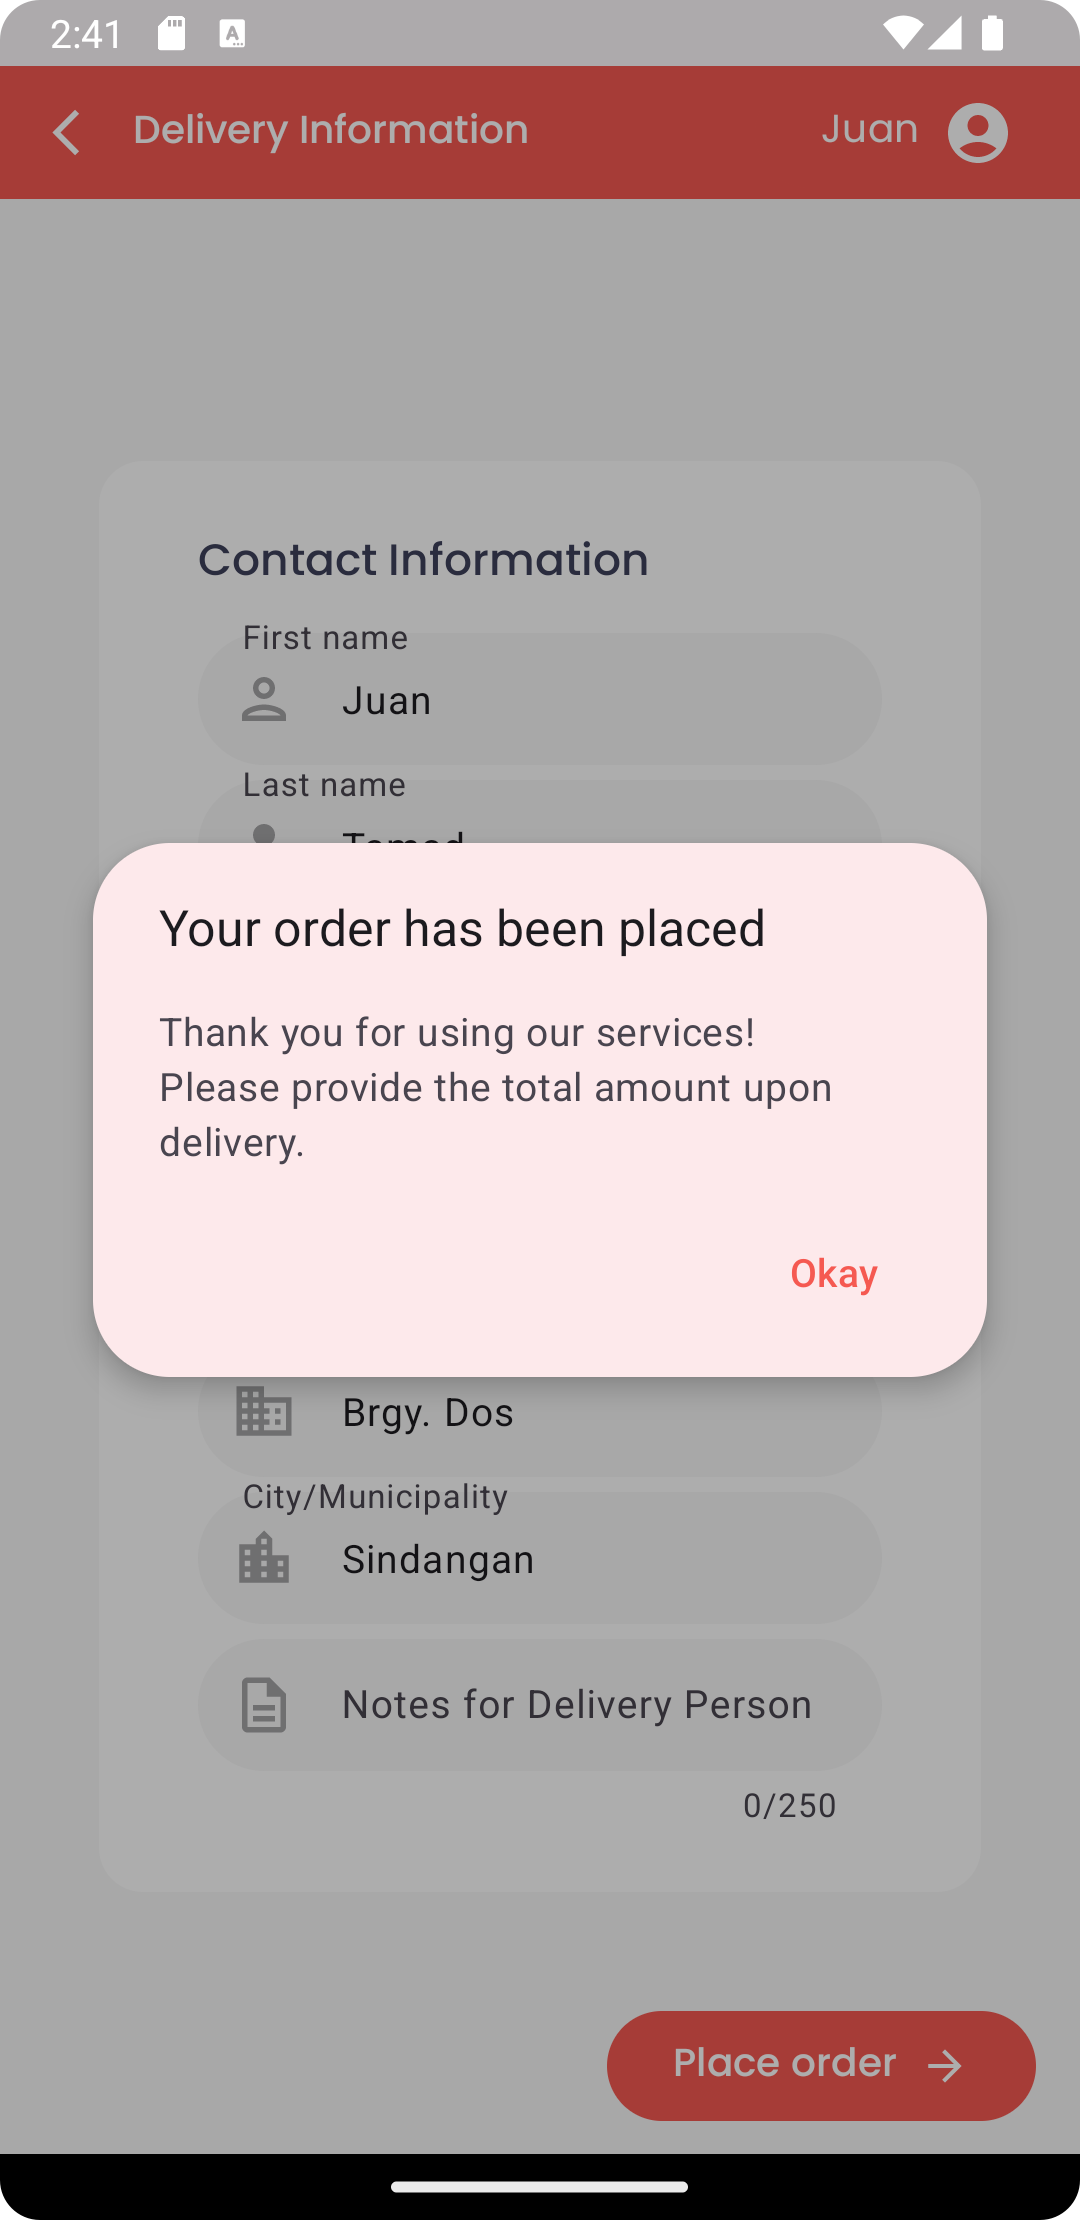 2:41
Delivery Information
Juan
Contact Information
First name
Juan
Last name
Tamad
Your order has been placed
Thank you for using our services!
Please provide the total amount upon
delivery.
Okay
Brgy. Dos
City/Municipality
Sindangan
Notes for Delivery Person
0/250
Place order